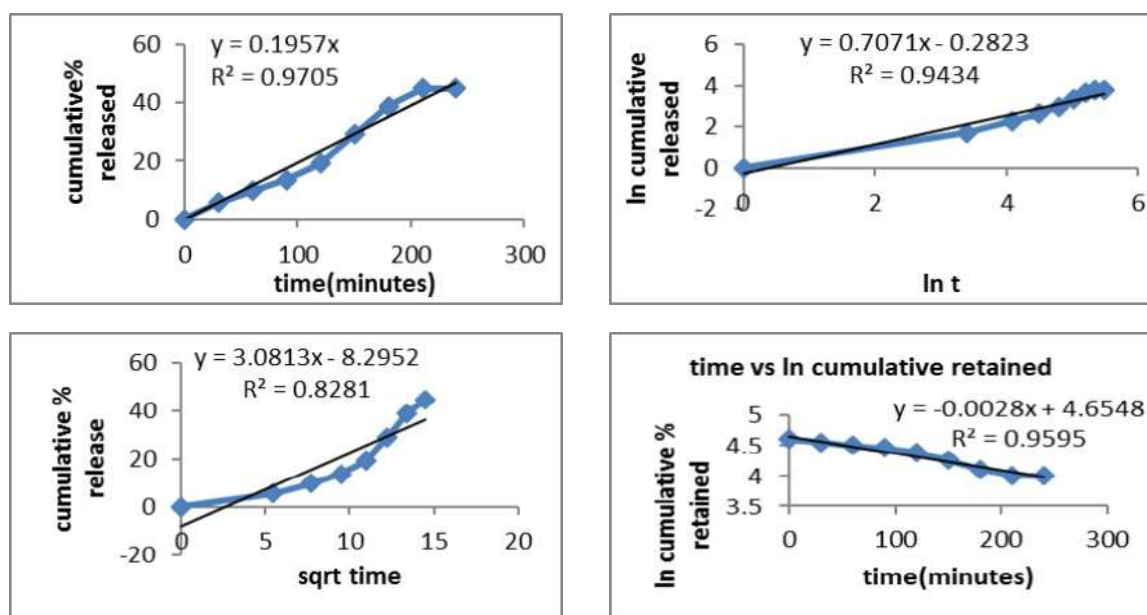 y = 0.1957x
R² = 0.9705
cumulative%
released
60
40
20
0
0
100
200
300
time(minutes)
y = 0.7071x - 0.2823
R² = 0.9434
ln cumulative
released
6
4
2
0
-2
0
2
4
6
ln t
y = 3.0813x - 8.2952
R² = 0.8281
cumulative %
release
60
40
20
0
-20
0
5
10
15
20
sqrt time
time vs ln cumulative retained
y = -0.0028x + 4.6548
R² = 0.9595
ln cumulative %
retained
5
4.5
4
3.5
0
100
200
300
time(minutes)